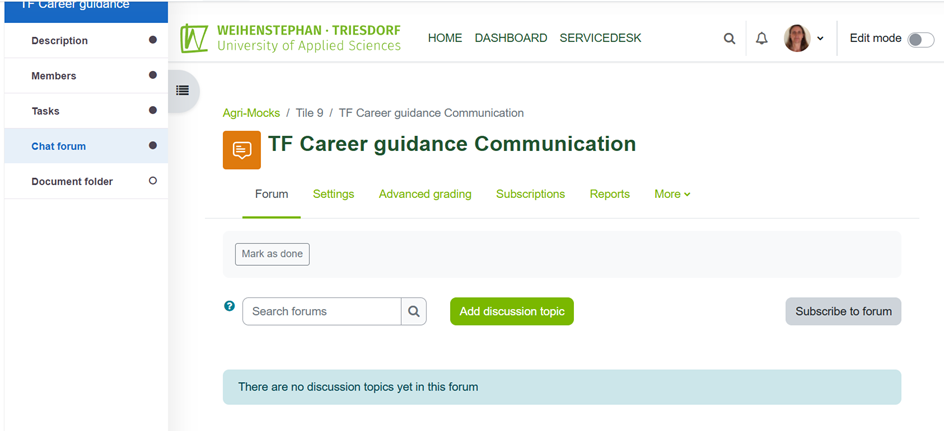 TF Career guidance
Description
Members
Tasks
Chat forum
Document folder
WEIHENSTEPHAN · TRIESDORF
University of Applied Sciences
HOME DASHBOARD SERVICEDESK
Edit mode
Agri-Mocks / Tile 9 / TF Career guidance Communication
TF Career guidance Communication
Forum Settings Advanced grading Subscriptions Reports More
Mark as done
? Search forums Add discussion topic Subscribe to forum
There are no discussion topics yet in this forum